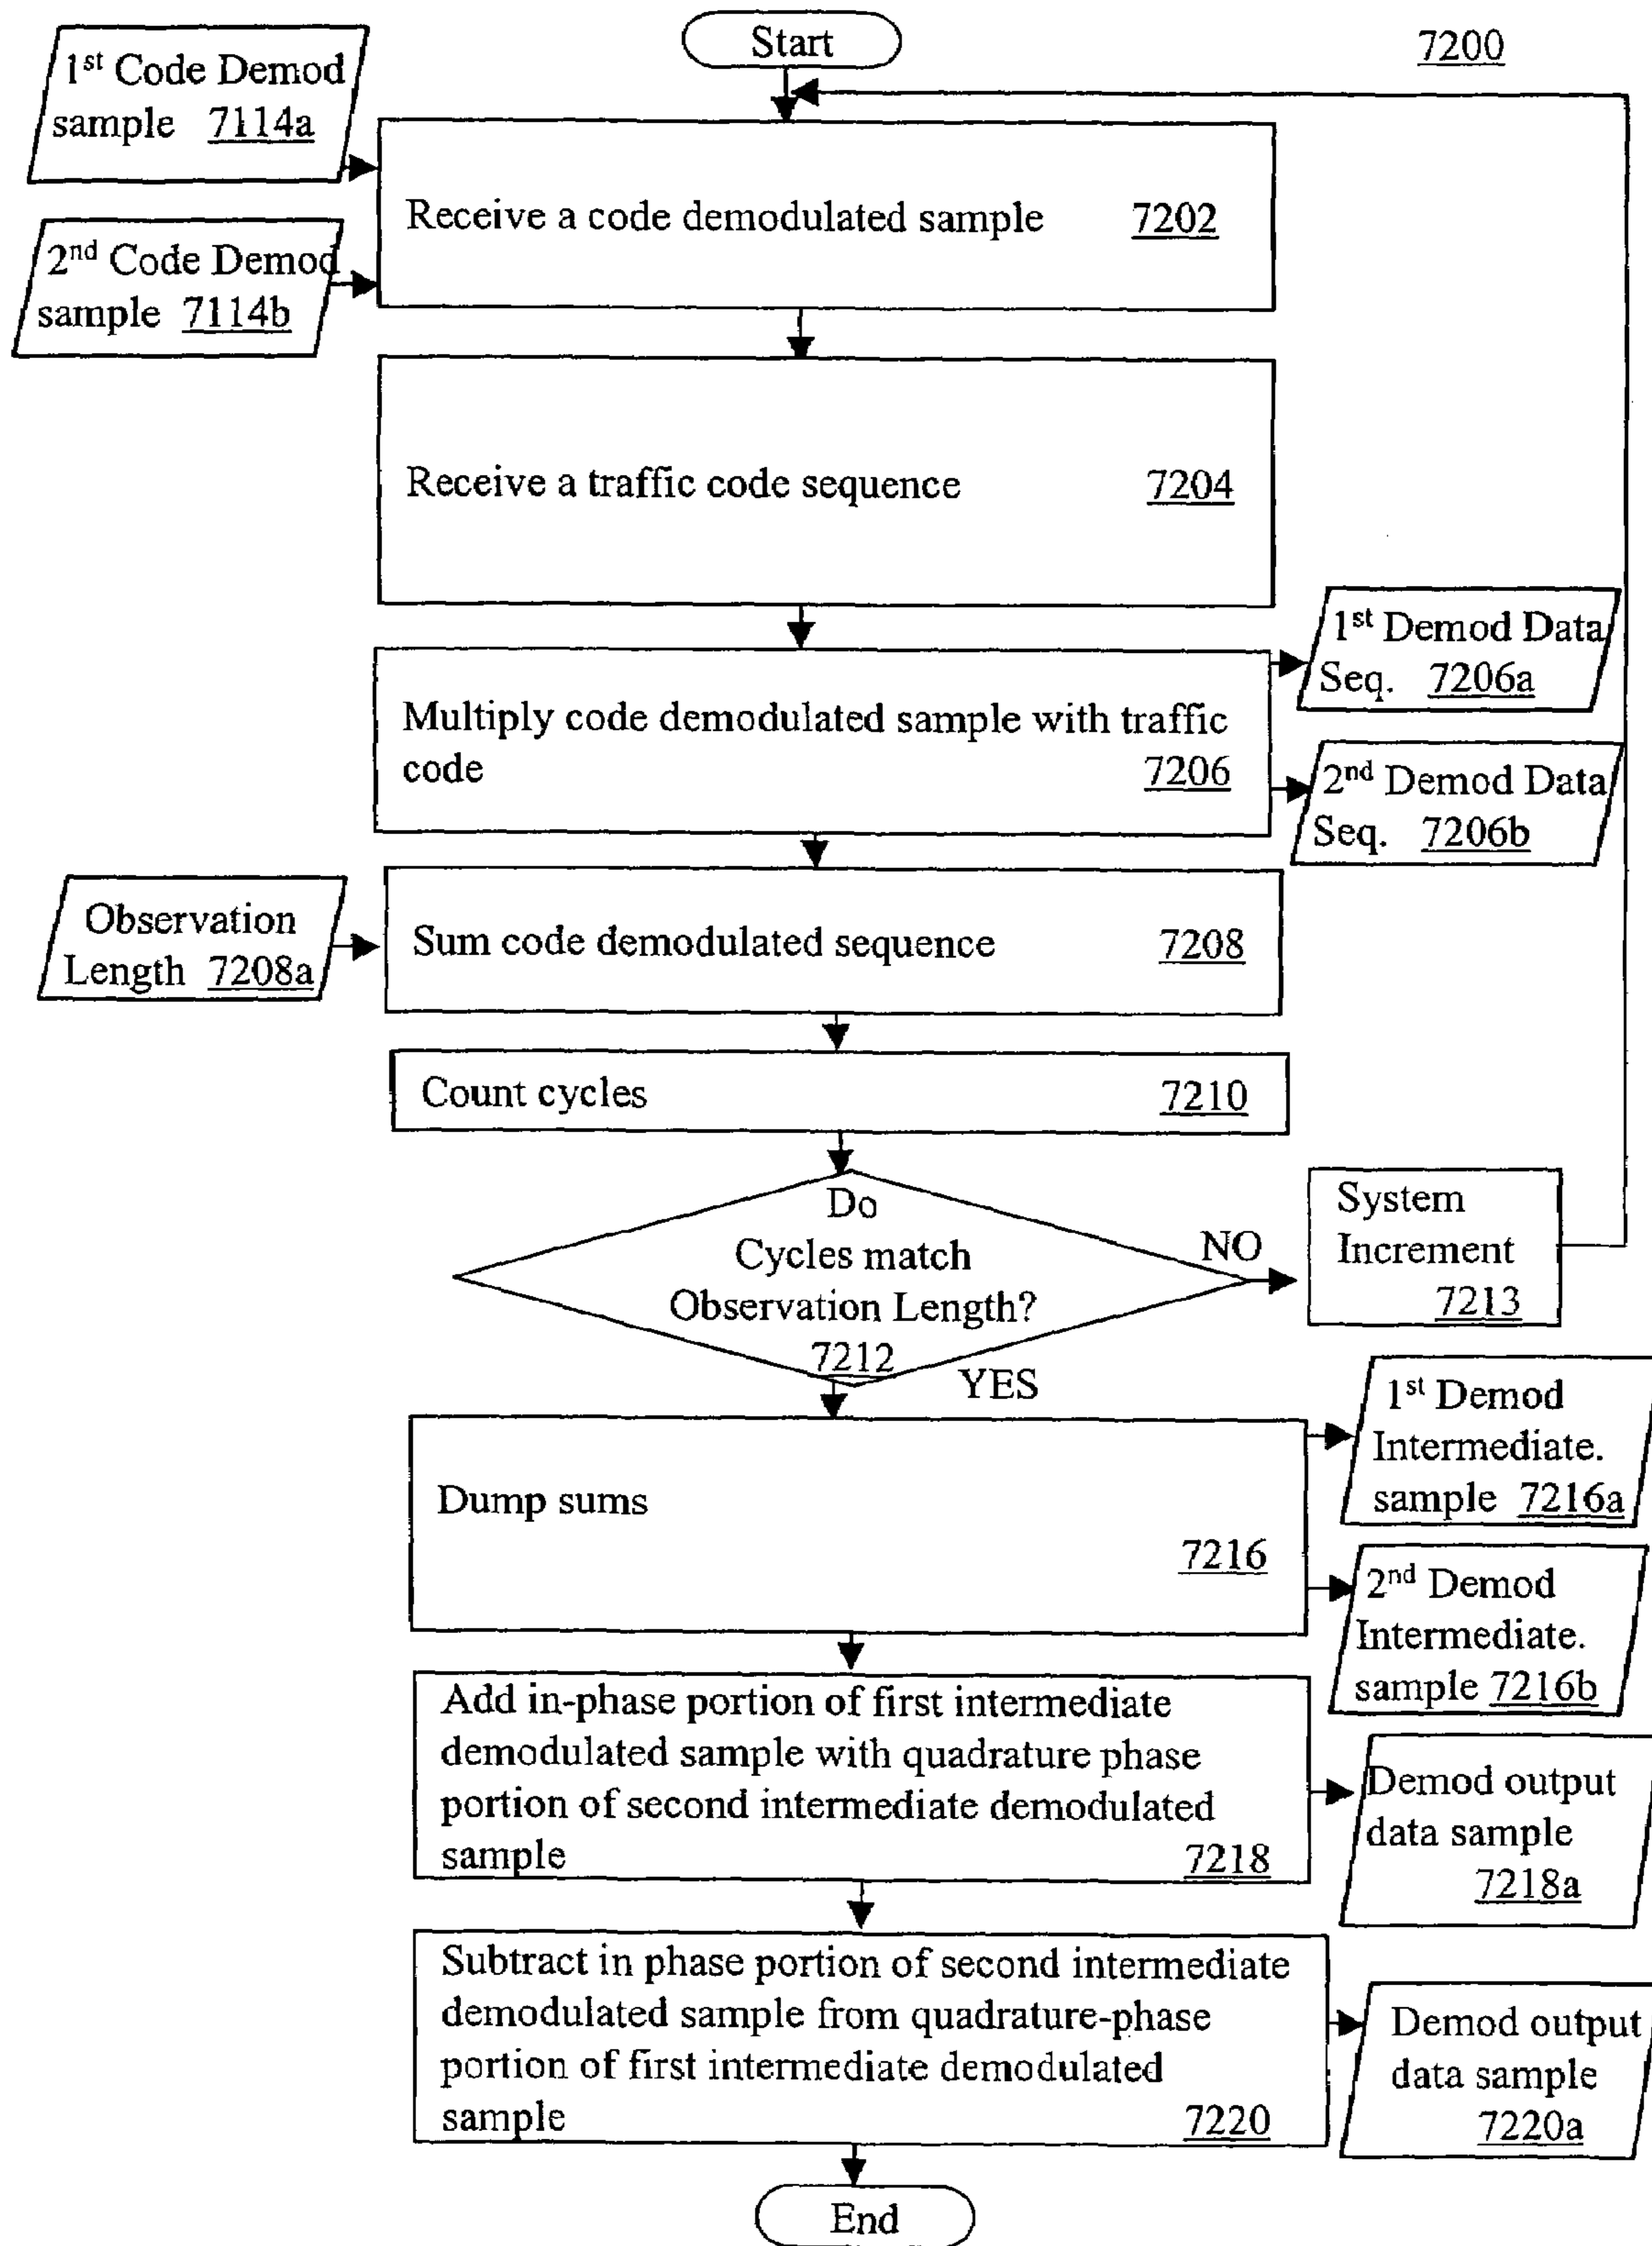 Start
7200
1st Code Demod
sample 7114a
Receive a code demodulated sample 7202
2nd Code Demod
sample 7114b
Receive a traffic code sequence 7204
1st Demod Data
Seq. 7206a
Multiply code demodulated sample with traffic
code 7206
2nd Demod Data
Seq. 7206b
Observation
Length 7208a
Sum code demodulated sequence 7208
Count cycles 7210
Do
Cycles match
Observation Length?
7212
NO
System
Increment
7213
YES
1st Demod
Intermediate.
sample 7216a
Dump sums
7216
2nd Demod
Intermediate.
sample 7216b
Add in-phase portion of first intermediate
demodulated sample with quadrature phase
portion of second intermediate demodulated
sample 7218
Demod output
data sample
7218a
Subtract in phase portion of second intermediate
demodulated sample from quadrature-phase
portion of first intermediate demodulated
sample 7220
Demod output
data sample
7220a
End